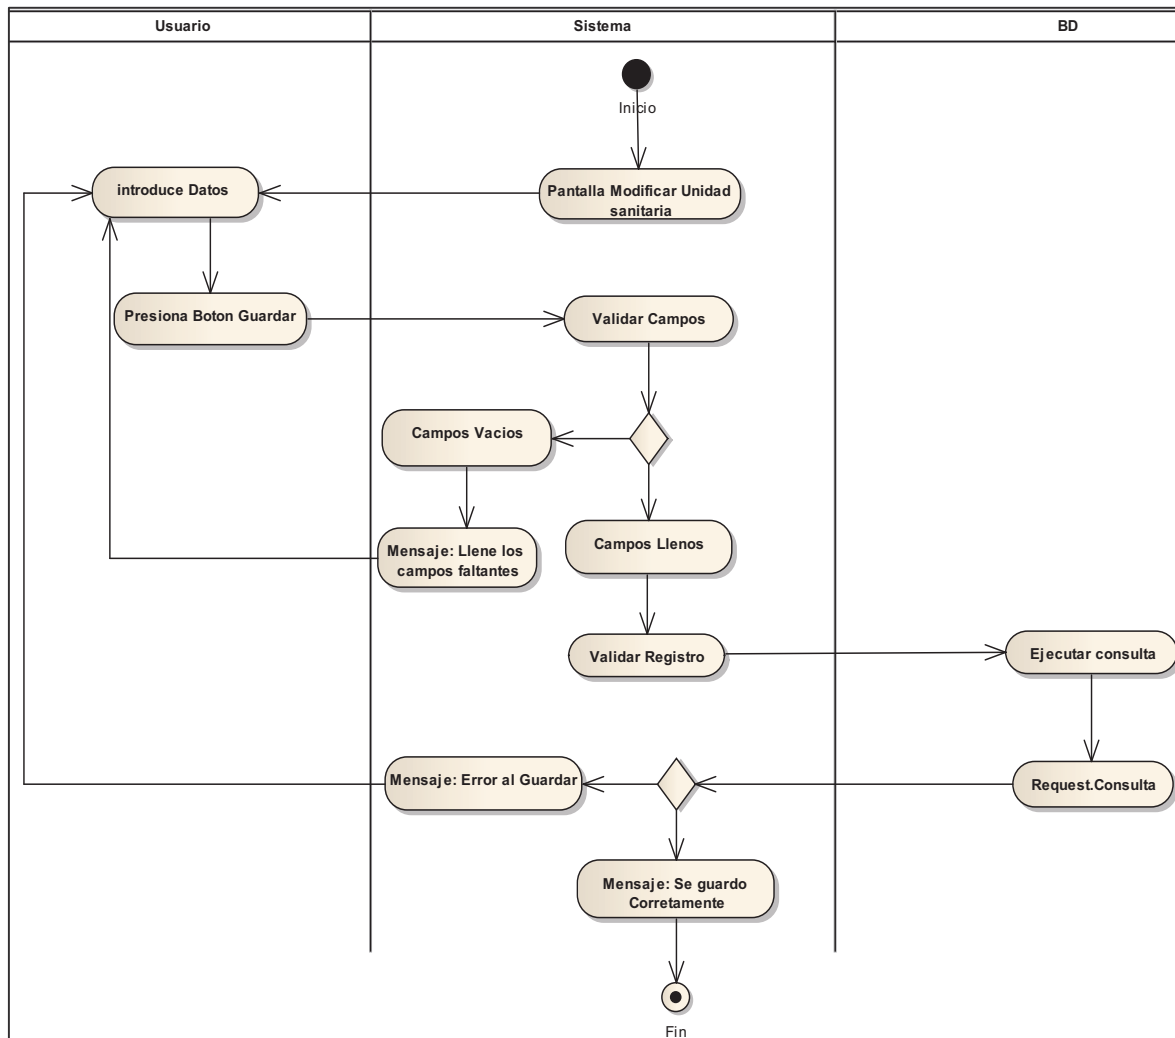 Usuario
Sistema
BD
Inicio
introduce Datos
Pantalla Modificar Unidad
sanitaria
Presiona Boton Guardar
Validar Campos
Campos Vacios
Mensaje: Llene los
campos faltantes
Campos Llenos
Validar Registro
Ejecutar consulta
Mensaje: Error al Guardar
Request.Consulta
Mensaje: Se guardo
Corretamente
Fin